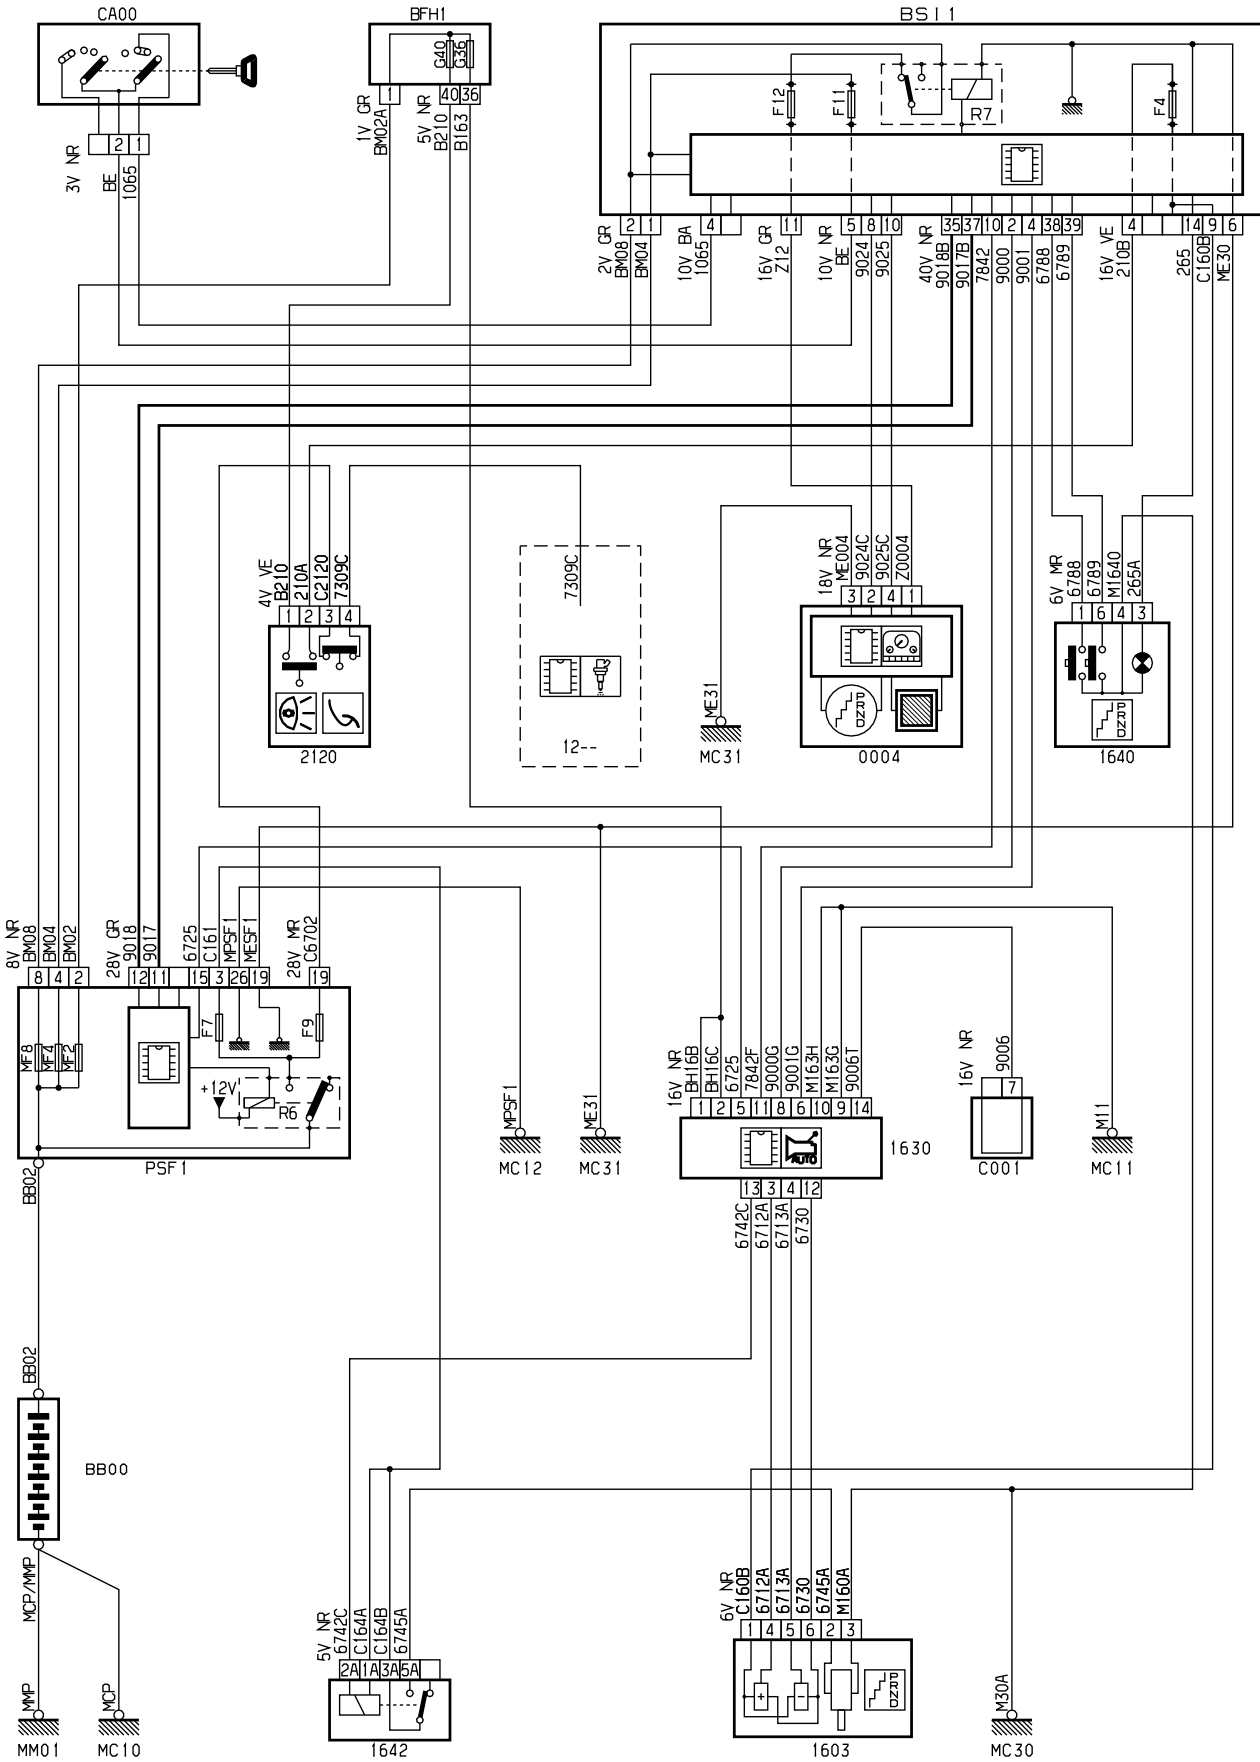 CA00
BFH1
BSI1
G40
G36
F12
F11
R7
F4
1
40 36
3V NR
2 1
BE
1065
1V GR
BM02A
5V NR
B210
B163
2 1
4
11
5 8 10
35 37 10 2 4 38 39
4
14 9 6
2V GR
BM08
BM04
10V BA
1065
16V GR
Z12
10V NR
BE
9024
9025
40V NR
9018B
9017B
7842
9000
9001
6788
6789
16V VE
210B
265
C160B
ME30
4V VE
B210
210A
C2120
7309C
1 2 3 4
2120
7309C
12--
ME31
MC31
18V NR
ME004
9024C
9025C
Z0004
3 2 4 1
PRND
0004
6V MR
6788
6789
M1640
265A
1 6 4 3
PRND
1640
8V NR
BM08
BM04
BM02
28V GR
9018
9017
6725
C161
MPSF1
MESF1
28V MR
C6702
8 4 2
12 11
15 3 26 19
19
MF8
MF4
MF2
F7
F9
+12V
R6
PSF1
BB02
MPSF1
MC12
ME31
MC31
16V NR
BH16B
BH16C
6725
7842F
9000G
9001G
M163H
M163G
9006T
1 2 5 11 8 6 10 9 14
AUTO
1630
13 3 4 12
6742C
6712A
6713A
6730
16V NR
9006
7
C001
M11
MC11
BB02
BB00
MCP/MMP
MMP
MM01
MCP
MC10
5V NR
6742C
C164A
C164B
6745A
2A 1A 3A 5A
1642
6V NR
C160B
6712A
6713A
6730
6745A
M160A
1 4 5 6 2 3
+ -
PRND
1603
M30A
MC30